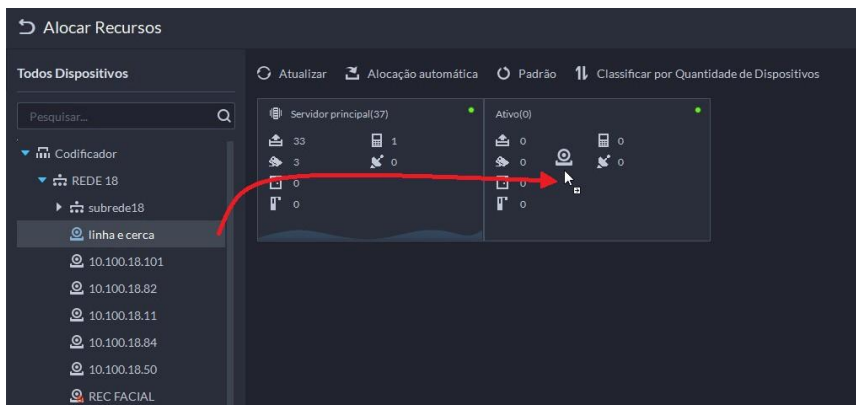 Alocar Recursos
Todos Dispositivos
Pesquisar...
Codificador
REDE 18
subrede18
linha e cerca
10.100.18.101
10.100.18.82
10.100.18.11
10.100.18.84
10.100.18.50
REC FACIAL
Atualizar Alocação automática Padrão Classificar por Quantidade de Dispositivos
Servidor principal(37)
33 1
3 0
0
0
Ativo(0)
0 0
0 0
0
0